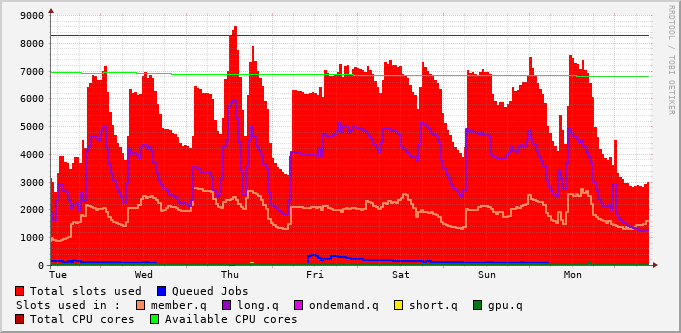 9000
8000
7000
6000
5000
4000
3000
2000
1000
0
Tue Wed Thu Fri Sat Sun Mon
RRDTOOL / TOBI OETIKER
Total slots used Queued Jobs
Slots used in : member.q long.q ondemand.q short.q gpu.q
Total CPU cores Available CPU cores